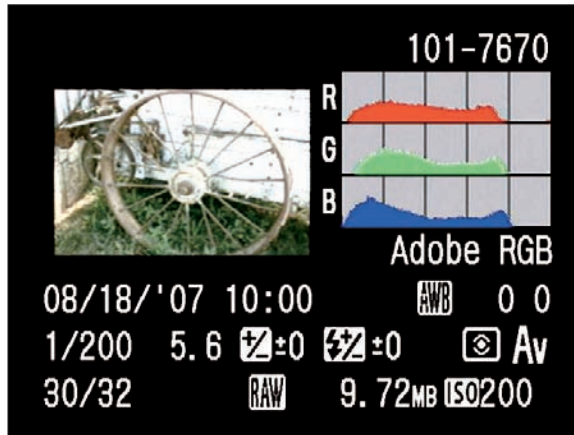 101-7670
R
G
B
Adobe RGB
08/18/'07 10:00 AWB 0 0
1/200 5.6 +/- ±0 +/- ±0 Av
30/32 RAW 9.72MB ISO200